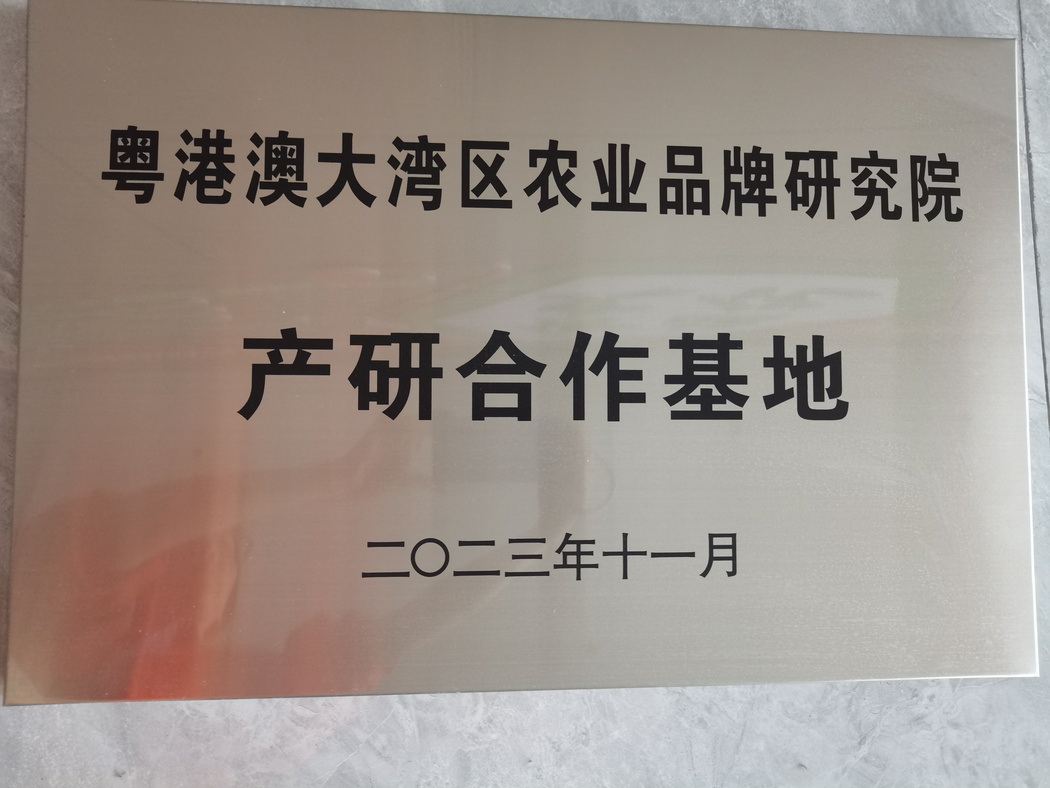 粤港澳大湾区农业品牌研究院
产研合作基地
二〇二三年十一月